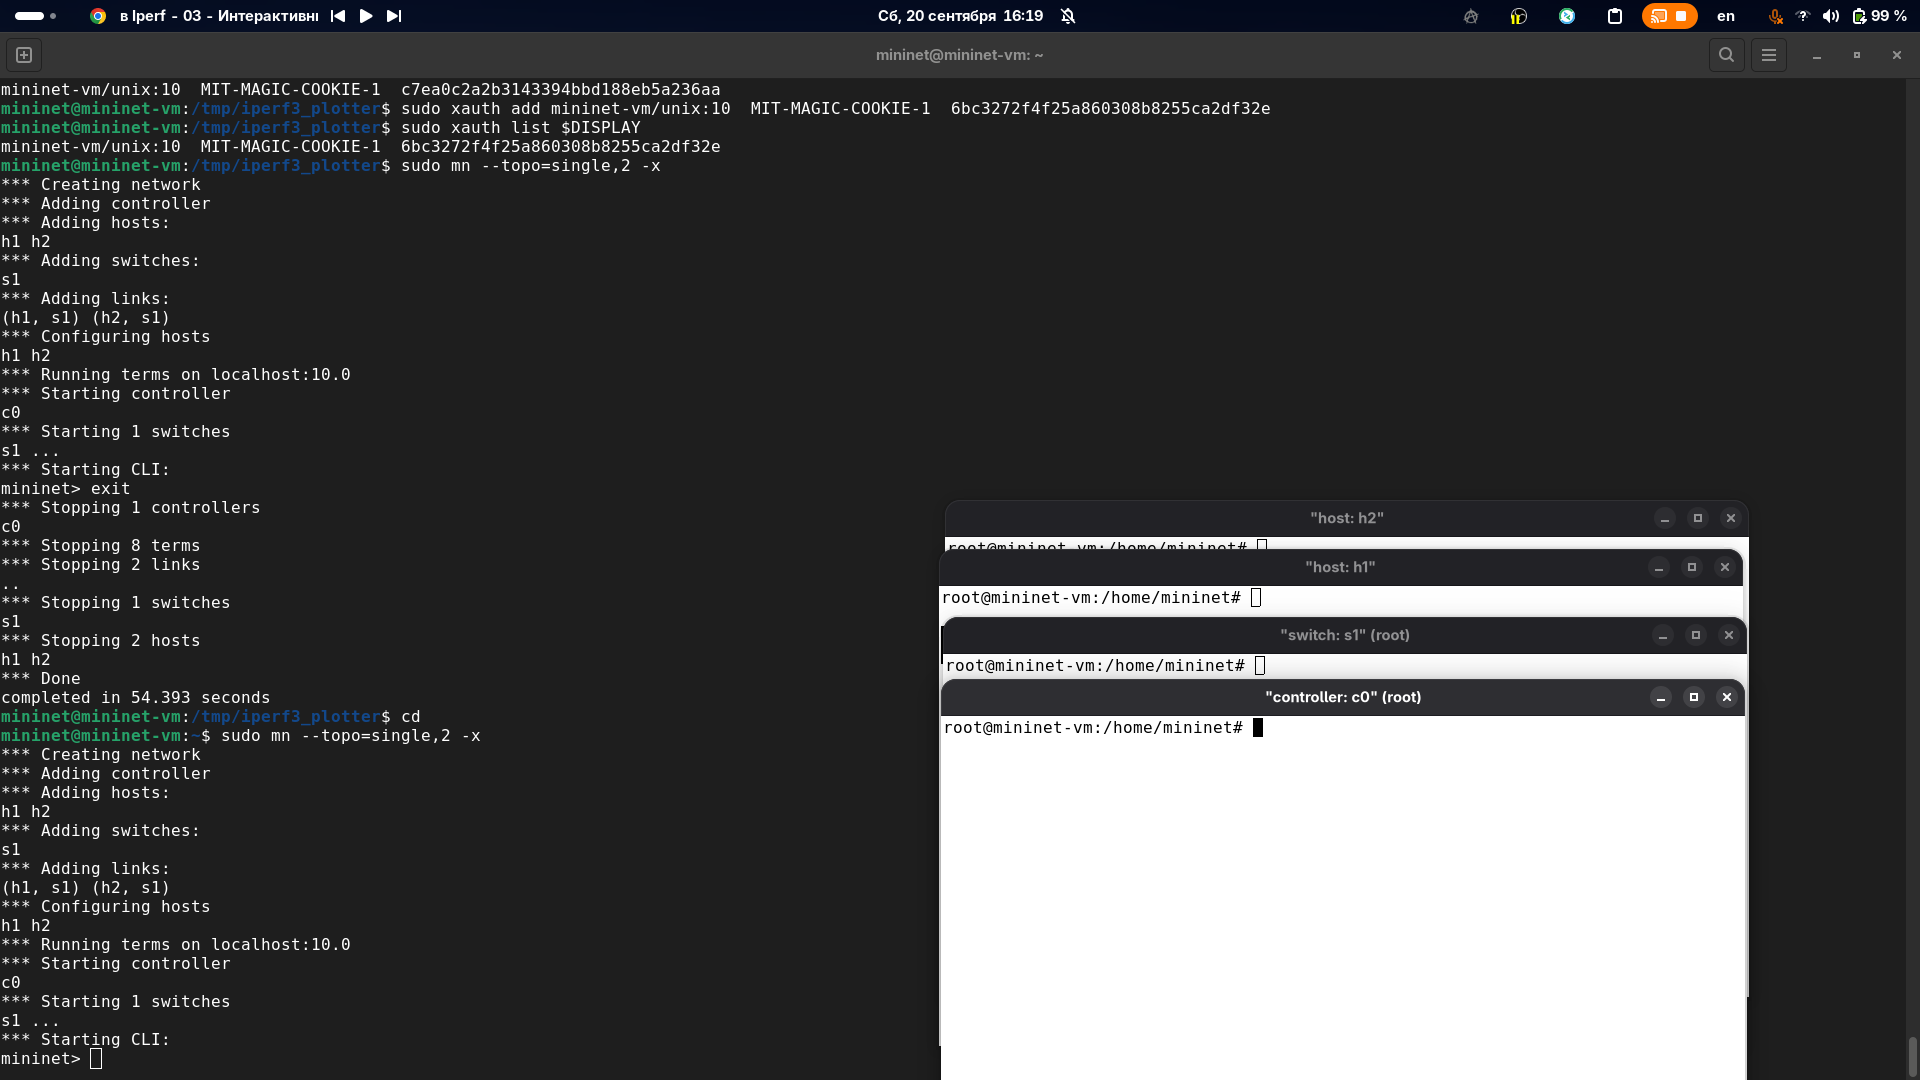 в Iperf - 03 - Интерактивнь
Сб, 20 сентября 16:19
en
99 %
mininet@mininet-vm: ~
mininet-vm/unix:10  MIT-MAGIC-COOKIE-1  c7ea0c2a2b3143394bbd188eb5a236aa
mininet@mininet-vm:/tmp/iperf3_plotter$ sudo xauth add mininet-vm/unix:10  MIT-MAGIC-COOKIE-1  6bc3272f4f25a860308b8255ca2df32e
mininet@mininet-vm:/tmp/iperf3_plotter$ sudo xauth list $DISPLAY
mininet-vm/unix:10  MIT-MAGIC-COOKIE-1  6bc3272f4f25a860308b8255ca2df32e
mininet@mininet-vm:/tmp/iperf3_plotter$ sudo mn --topo=single,2 -x
*** Creating network
*** Adding controller
*** Adding hosts:
h1 h2
*** Adding switches:
s1
*** Adding links:
(h1, s1) (h2, s1)
*** Configuring hosts
h1 h2
*** Running terms on localhost:10.0
*** Starting controller
c0
*** Starting 1 switches
s1 ...
*** Starting CLI:
mininet> exit
*** Stopping 1 controllers
c0
*** Stopping 8 terms
*** Stopping 2 links
..
*** Stopping 1 switches
s1
*** Stopping 2 hosts
h1 h2
*** Done
completed in 54.393 seconds
mininet@mininet-vm:/tmp/iperf3_plotter$ cd
mininet@mininet-vm:~$ sudo mn --topo=single,2 -x
*** Creating network
*** Adding controller
*** Adding hosts:
h1 h2
*** Adding switches:
s1
*** Adding links:
(h1, s1) (h2, s1)
*** Configuring hosts
h1 h2
*** Running terms on localhost:10.0
*** Starting controller
c0
*** Starting 1 switches
s1 ...
*** Starting CLI:
mininet>
"host: h2"
root@mininet-vm:/home/mininet#
"host: h1"
root@mininet-vm:/home/mininet#
"switch: s1" (root)
root@mininet-vm:/home/mininet#
"controller: c0" (root)
root@mininet-vm:/home/mininet#